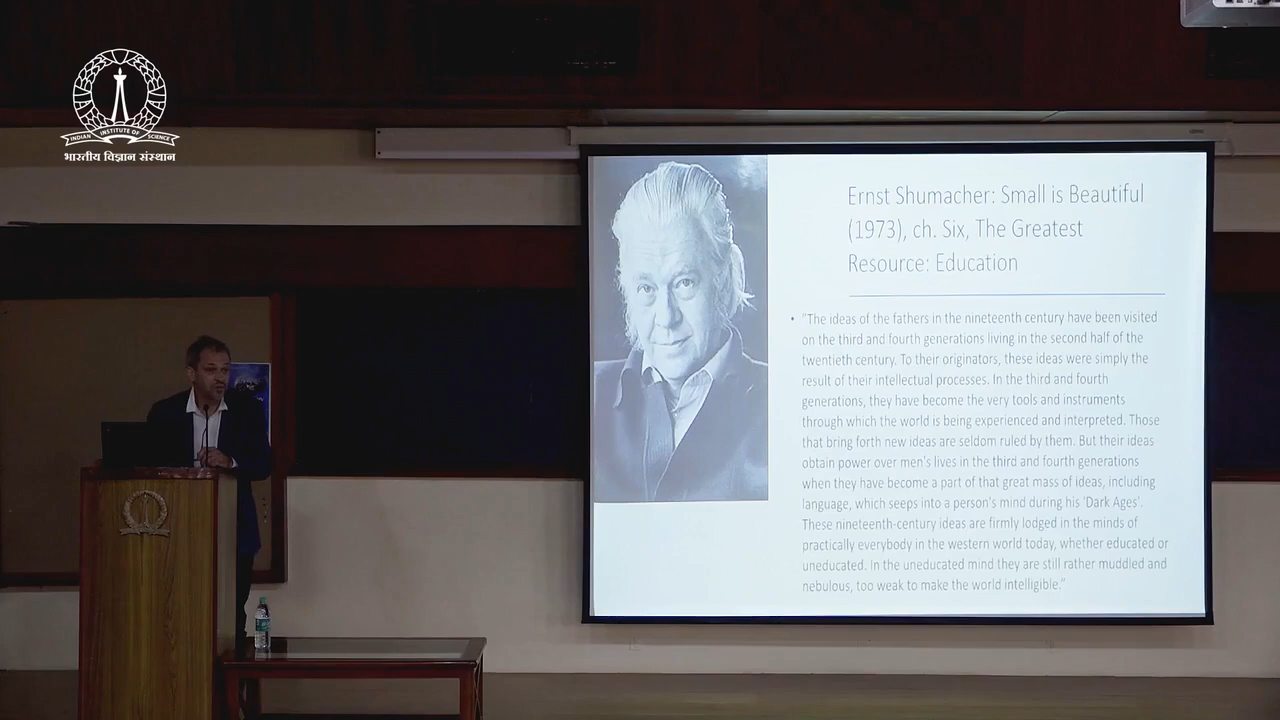 INDIAN INSTITUTE OF SCIENCE
भारतीय विज्ञान संस्थान
Ernst Shumacher: Small is Beautiful
(1973), ch. Six, The Greatest
Resource: Education
• "The ideas of the fathers in the nineteenth century have been visited
on the third and fourth generations living in the second half of the
twentieth century. To their originators, these ideas were simply the
result of their intellectual processes. In the third and fourth
generations, they have become the very tools and instruments
through which the world is being experienced and interpreted. Those
that bring forth new ideas are seldom ruled by them. But their ideas
obtain power over men's lives in the third and fourth generations
when they have become a part of that great mass of ideas, including
language, which seeps into a person's mind during his 'Dark Ages'.
These nineteenth-century ideas are firmly lodged in the minds of
practically everybody in the western world today, whether educated or
uneducated. In the uneducated mind they are still rather muddled and
nebulous, too weak to make the world intelligible."